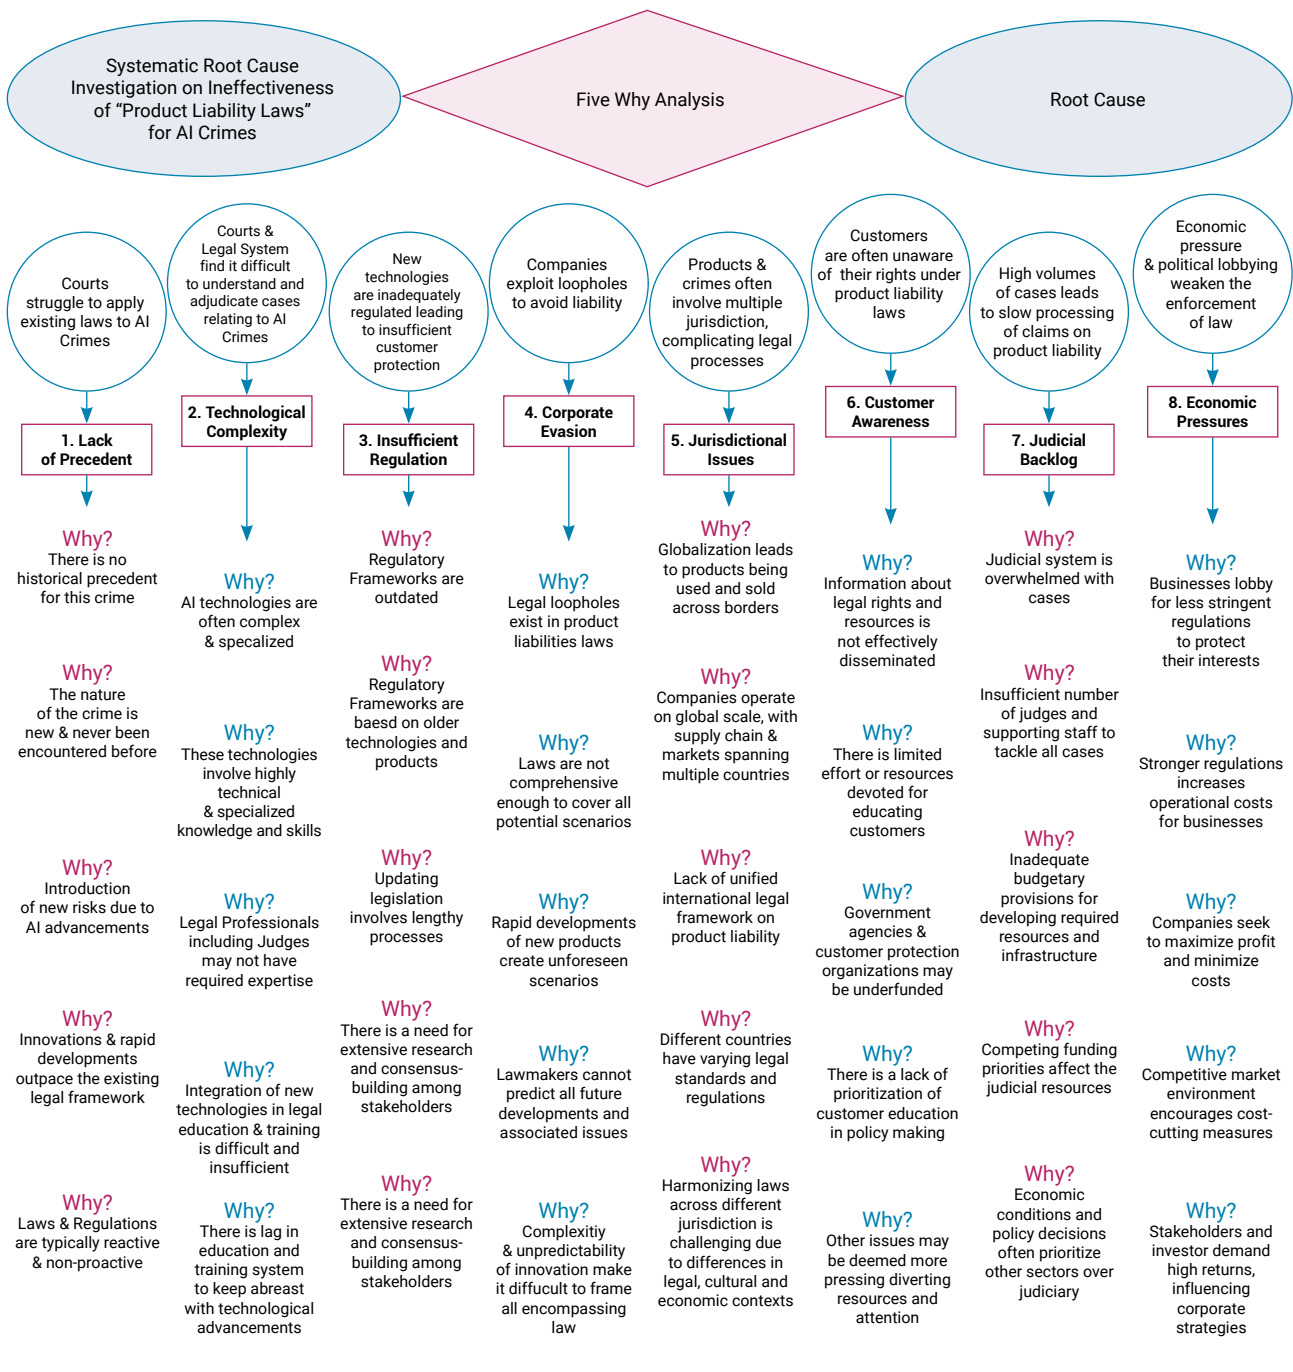 Systematic Root Cause
Investigation on Ineffectiveness
of “Product Liability Laws”
for AI Crimes
Five Why Analysis
Root Cause
Courts
struggle to apply
existing laws to AI
Crimes
1. Lack
of Precedent
Why?
There is no
historical precedent
for this crime
Why?
The nature
of the crime is
new & never been
encountered before
Why?
Introduction
of new risks due to
AI advancements
Why?
Innovations & rapid
developments
outpace the existing
legal framework
Why?
Laws & Regulations
are typically reactive
& non-proactive
Courts &
Legal System
find it difficult
to understand and
adjudicate cases
relating to AI
Crimes
2. Technological
Complexity
Why?
AI technologies are
often complex
& specalized
Why?
These technologies
involve highly
technical
& specialized
knowledge and skills
Why?
Legal Professionals
including Judges
may not have
required expertise
Why?
Integration of new
technologies in legal
education & training
is difficult and
insufficient
Why?
There is lag in
education and
training system
to keep abreast
with technological
advancements
New
technologies
are inadequately
regulated leading
to insufficient
customer
protection
3. Insufficient
Regulation
Why?
Regulatory
Frameworks are
outdated
Why?
Regulatory
Frameworks are
baesd on older
technologies and
products
Why?
Updating
legislation
involves lengthy
processes
Why?
There is a need for
extensive research
and consensus-
building among
stakeholders
Why?
There is a need for
extensive research
and consensus-
building among
stakeholders
Companies
exploit loopholes
to avoid liability
4. Corporate
Evasion
Why?
Legal loopholes
exist in product
liabilities laws
Why?
Laws are not
comprehensive
enough to cover all
potential scenarios
Why?
Rapid developments
of new products
create unforeseen
scenarios
Why?
Lawmakers cannot
predict all future
developments and
associated issues
Why?
Complexitiy
& unpredictability
of innovation make
it diffucult to frame
all encompassing
law
Products &
crimes often
involve multiple
jurisdiction,
complicating legal
processes
5. Jurisdictional
Issues
Why?
Globalization leads
to products being
used and sold
across borders
Why?
Companies operate
on global scale, with
supply chain &
markets spanning
multiple countries
Why?
Lack of unified
international legal
framework on
product liability
Why?
Different countries
have varying legal
standards and
regulations
Why?
Harmonizing laws
across different
jurisdiction is
challenging due
to differences in
legal, cultural and
economic contexts
Customers
are often unaware
of their rights under
product liability
laws
6. Customer
Awareness
Why?
Information about
legal rights and
resources is
not effectively
disseminated
Why?
There is limited
effort or resources
devoted for
educating
customers
Why?
Government
agencies &
customer protection
organizations may
be underfunded
Why?
There is a lack of
prioritization of
customer education
in policy making
Why?
Other issues may
be deemed more
pressing diverting
resources and
attention
High volumes
of cases leads
to slow processing
of claims on
product liability
7. Judicial
Backlog
Why?
Judicial system is
overwhelmed with
cases
Why?
Insufficient number
of judges and
supporting staff to
tackle all cases
Why?
Inadequate
budgetary
provisions for
developing required
resources and
infrastructure
Why?
Competing funding
priorities affect the
judicial resources
Why?
Economic
conditions and
policy decisions
often prioritize
other sectors over
judiciary
Economic
pressure
& political lobbying
weaken the
enforcement
of law
8. Economic
Pressures
Why?
Businesses lobby
for less stringent
regulations
to protect
their interests
Why?
Stronger regulations
increases
operational costs
for businesses
Why?
Companies seek
to maximize profit
and minimize
costs
Why?
Competitive market
environment
encourages cost-
cutting measures
Why?
Stakeholders and
investor demand
high returns,
influencing
corporate
strategies